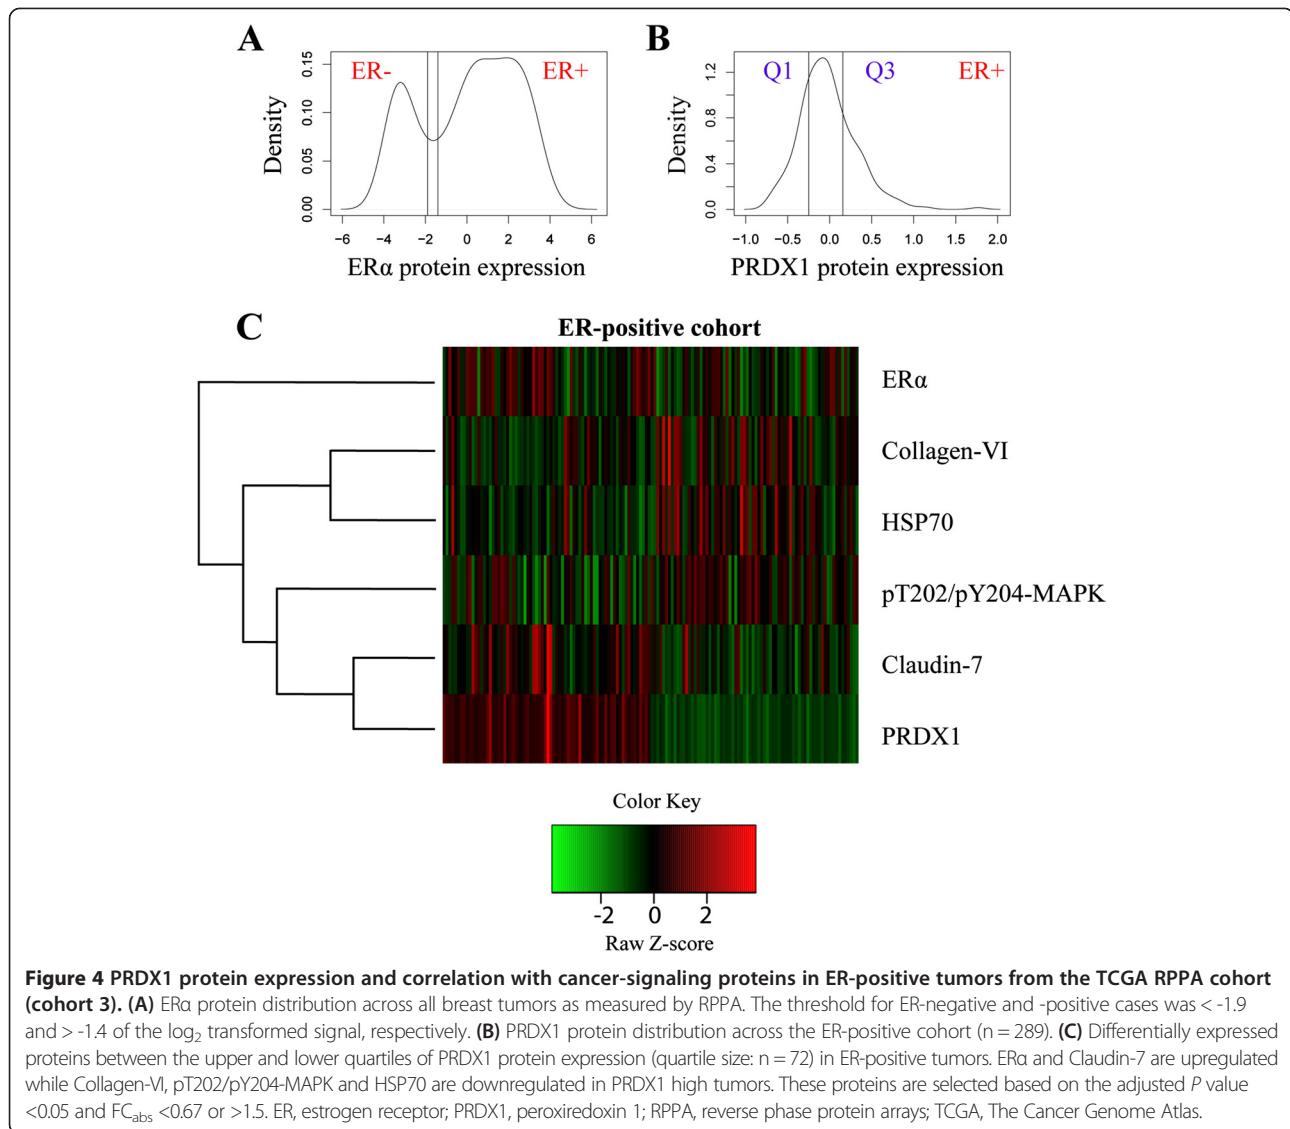 A
B
ER-
ER+
Q1
Q3
ER+
Density
0.00 0.05 0.10 0.15
−6 −4 −2 0 2 4 6
ERα protein expression
Density
0.0 0.4 0.8 1.2
−1.0 −0.5 0.0 0.5 1.0 1.5 2.0
PRDX1 protein expression
C
ER-positive cohort
ERα
Collagen-VI
HSP70
pT202/pY204-MAPK
Claudin-7
PRDX1
Color Key
-2 0 2
Raw Z-score
Figure 4 PRDX1 protein expression and correlation with cancer-signaling proteins in ER-positive tumors from the TCGA RPPA cohort
(cohort 3). (A) ERα protein distribution across all breast tumors as measured by RPPA. The threshold for ER-negative and -positive cases was < -1.9
and > -1.4 of the log2 transformed signal, respectively. (B) PRDX1 protein distribution across the ER-positive cohort (n = 289). (C) Differentially expressed
proteins between the upper and lower quartiles of PRDX1 protein expression (quartile size: n = 72) in ER-positive tumors. ERα and Claudin-7 are upregulated
while Collagen-VI, pT202/pY204-MAPK and HSP70 are downregulated in PRDX1 high tumors. These proteins are selected based on the adjusted P value
<0.05 and FCabs <0.67 or >1.5. ER, estrogen receptor; PRDX1, peroxiredoxin 1; RPPA, reverse phase protein arrays; TCGA, The Cancer Genome Atlas.